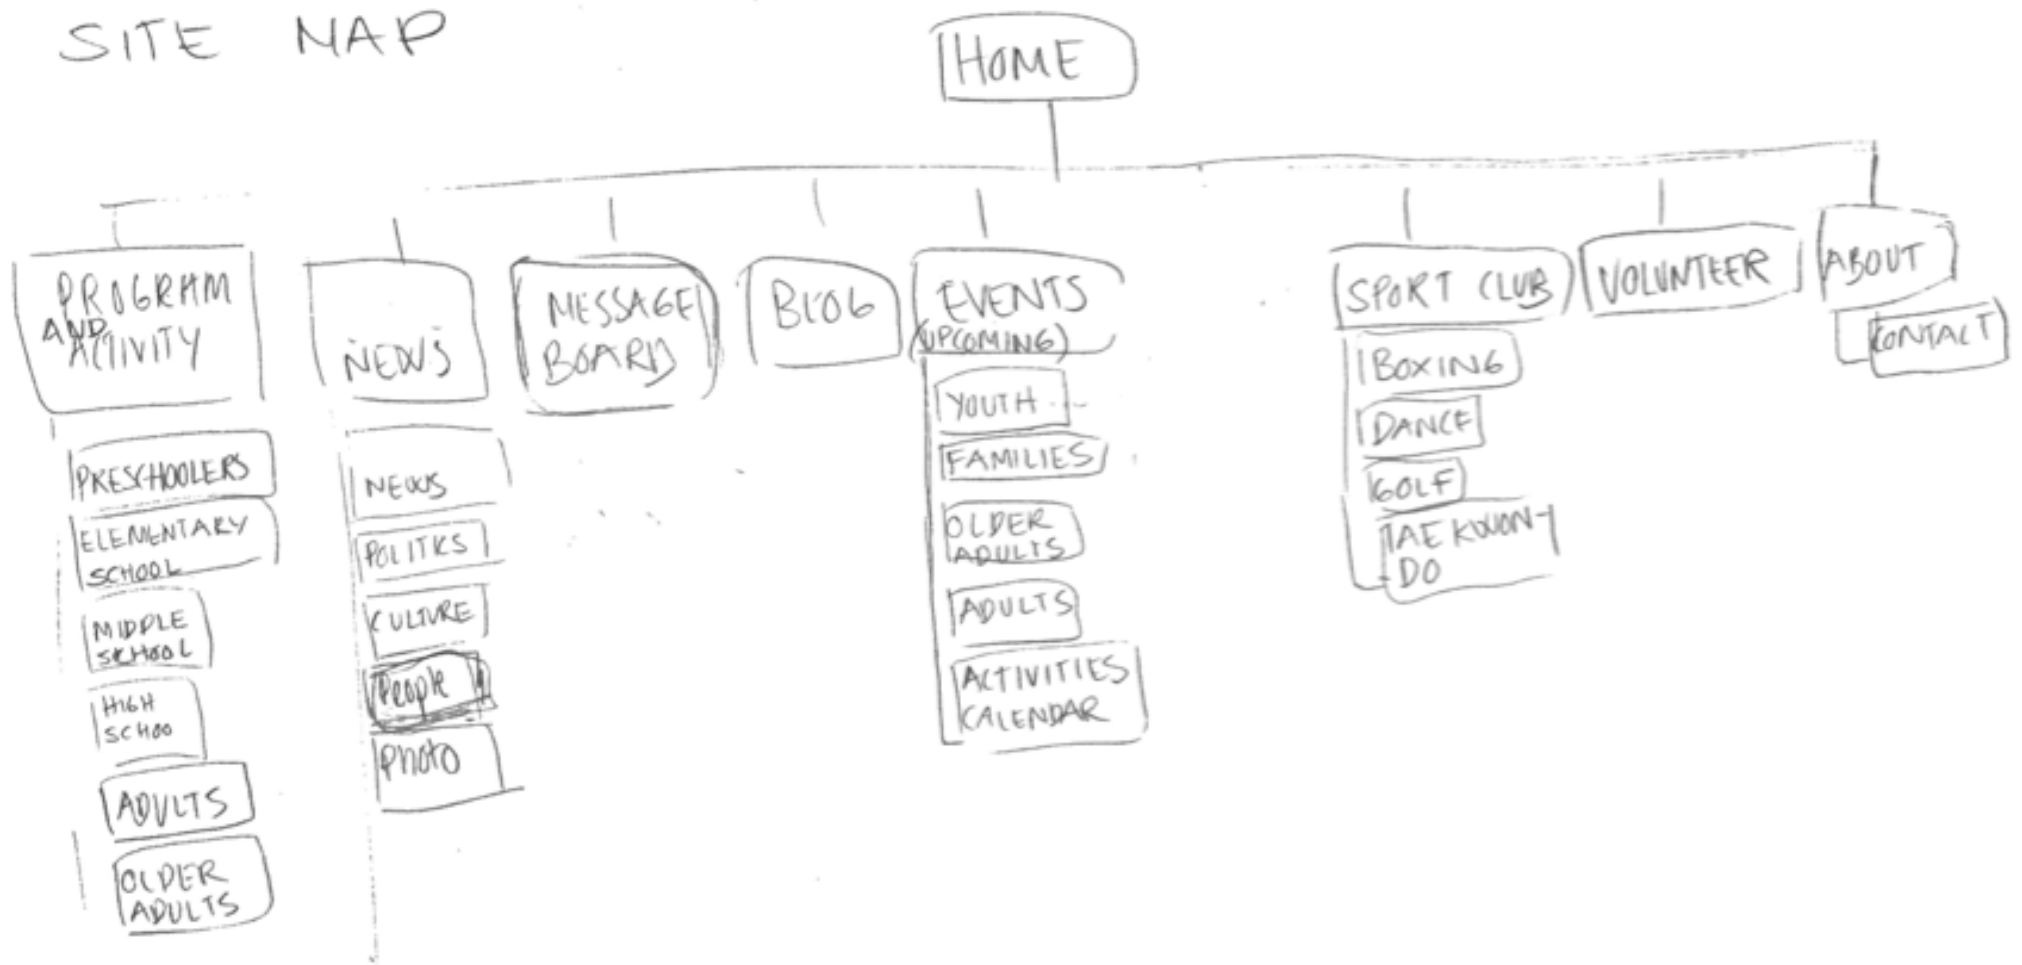 SITE MAP
HOME
PROGRAM
AND
ACTIVITY
PRESCHOOLERS
ELEMENTARY
SCHOOL
MIDDLE
SCHOOL
HIGH
SCHOO
ADULTS
OLDER
ADULTS
NEWS
NEWS
POLITICS
CULTURE
People
Photo
MESSAGE
BOARD
BLOG
EVENTS
(UPCOMING)
YOUTH
FAMILIES
OLDER
ADULTS
ADULTS
ACTIVITIES
CALENDAR
SPORT CLUB
BOXING
DANCE
GOLF
TAE KWON-
DO
VOLUNTEER
ABOUT
CONTACT